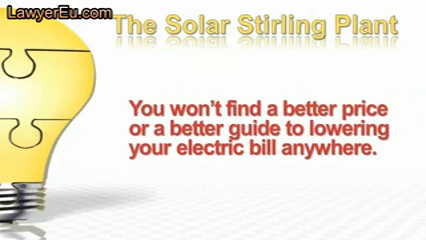 LawyerEu.com
The Solar Stirling Plant
You won't find a better price
or a better guide to lowering
your electric bill anywhere.